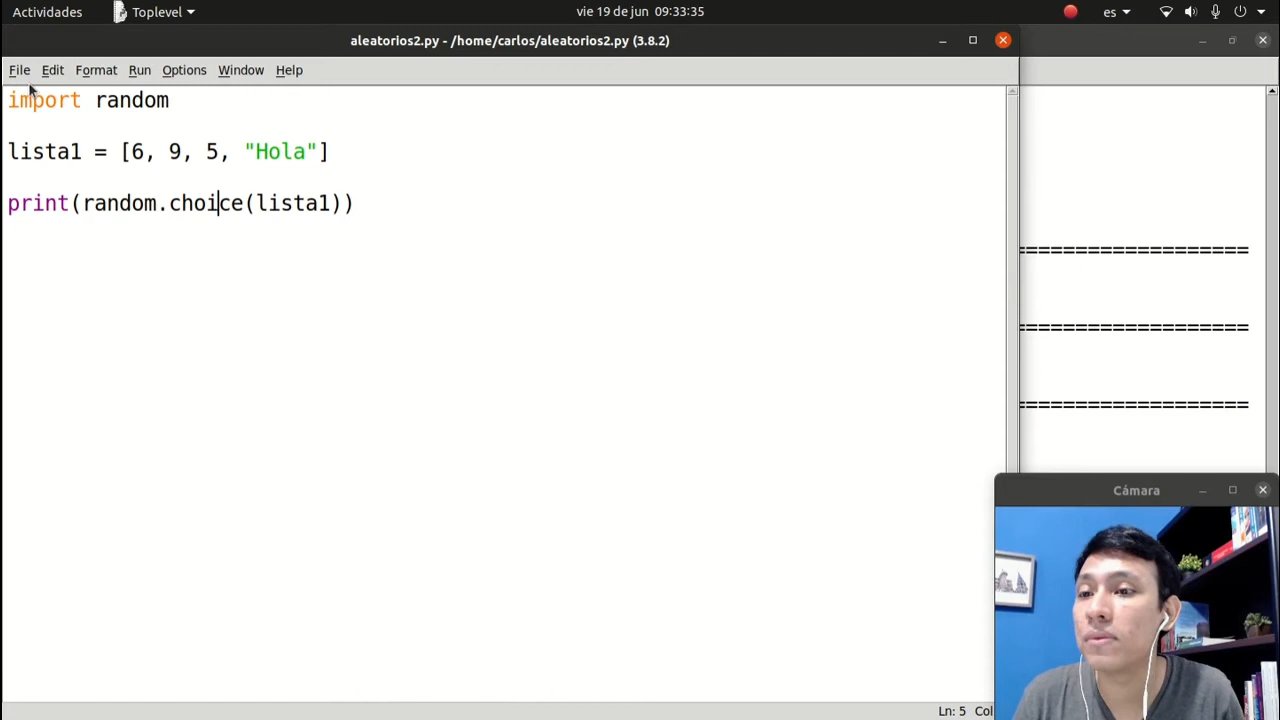 Actividades
Toplevel
vie 19 de jun 09:33:35
es
aleatorios2.py - /home/carlos/aleatorios2.py (3.8.2)
File Edit Format Run Options Window Help
import random
lista1 = [6, 9, 5, "Hola"]
print(random.choice(lista1))
==================
==================
==================
Cámara
Ln: 5 Col